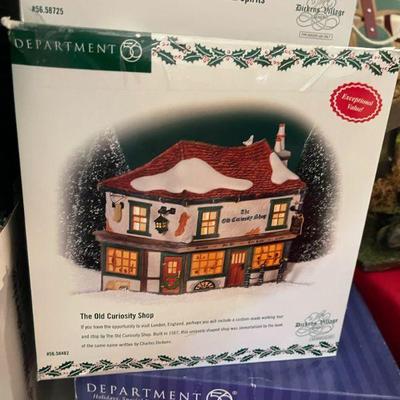 Spirits
#56.58725
Dickens' Village
DEPARTMENT 56
Exceptional
Value!
The
Old Curiosity Shop
The Old Curiosity Shop
If you have the opportunity to visit London, England, perhaps you will include a custom-made walking tour
and stop by The Old Curiosity Shop. Built in 1567, this uniquely-shaped shop was immortalized by the book
of the same name written by Charles Dickens.
#56.58482
Dickens' Village
DEPARTMENT 56